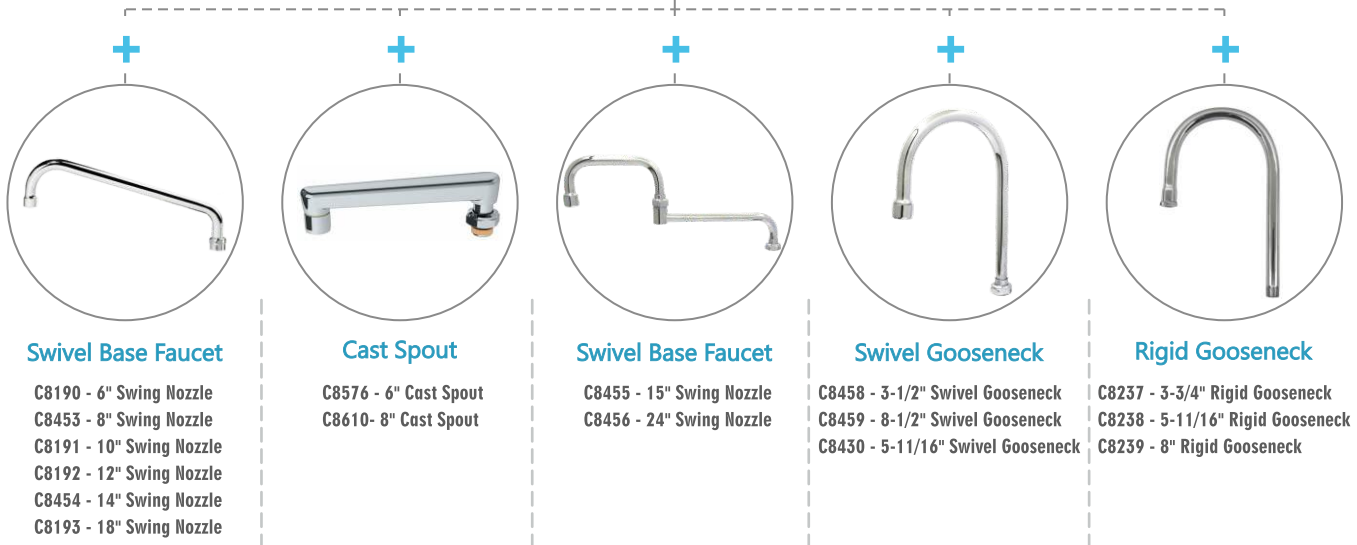 Swivel Base Faucet
C8190 - 6" Swing Nozzle
C8453 - 8" Swing Nozzle
C8191 - 10" Swing Nozzle
C8192 - 12" Swing Nozzle
C8454 - 14" Swing Nozzle
C8193 - 18" Swing Nozzle
Cast Spout
C8576 - 6" Cast Spout
C8610- 8" Cast Spout
Swivel Base Faucet
C8455 - 15" Swing Nozzle
C8456 - 24" Swing Nozzle
Swivel Gooseneck
C8458 - 3-1/2" Swivel Gooseneck
C8459 - 8-1/2" Swivel Gooseneck
C8430 - 5-11/16" Swivel Gooseneck
Rigid Gooseneck
C8237 - 3-3/4" Rigid Gooseneck
C8238 - 5-11/16" Rigid Gooseneck
C8239 - 8" Rigid Gooseneck